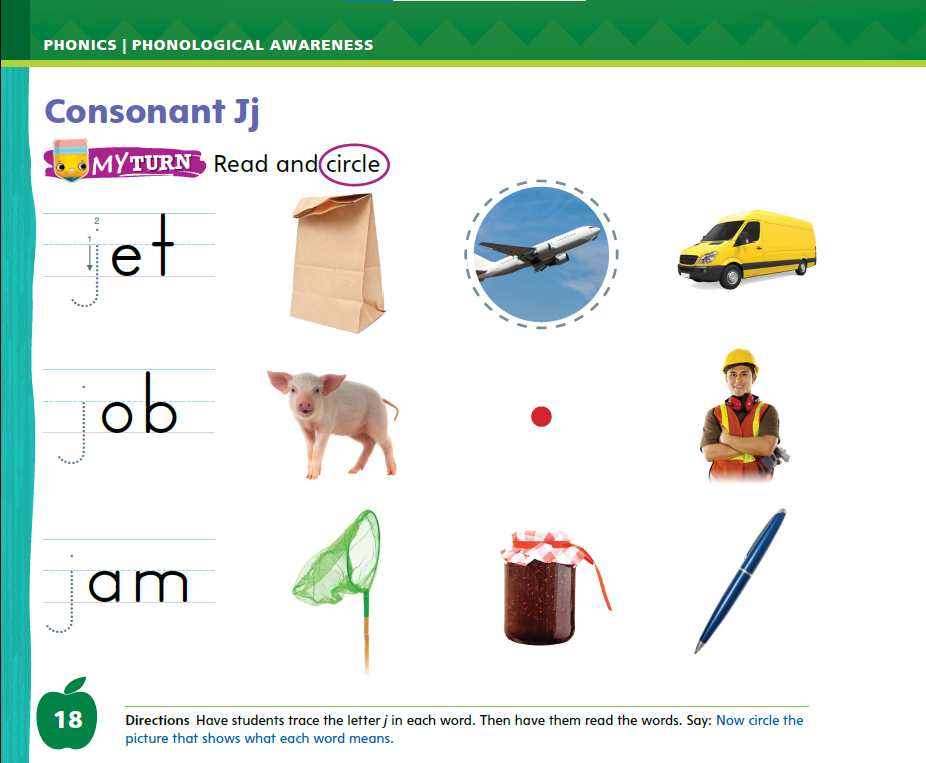 PHONICS | PHONOLOGICAL AWARENESS
Consonant Jj
MY TURN Read and circle
1 2
jet
job
jam
18
Directions Have students trace the letter j in each word. Then have them read the words. Say: Now circle the
picture that shows what each word means.